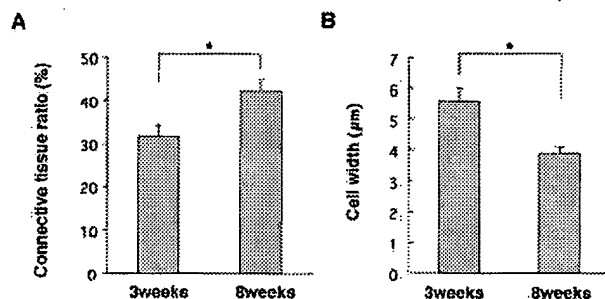 A
Connective tissue ratio (%)
50
40
30
20
10
0
*
3weeks
8weeks
B
Cell width (μm)
7
6
5
4
3
2
1
0
*
3weeks
8weeks